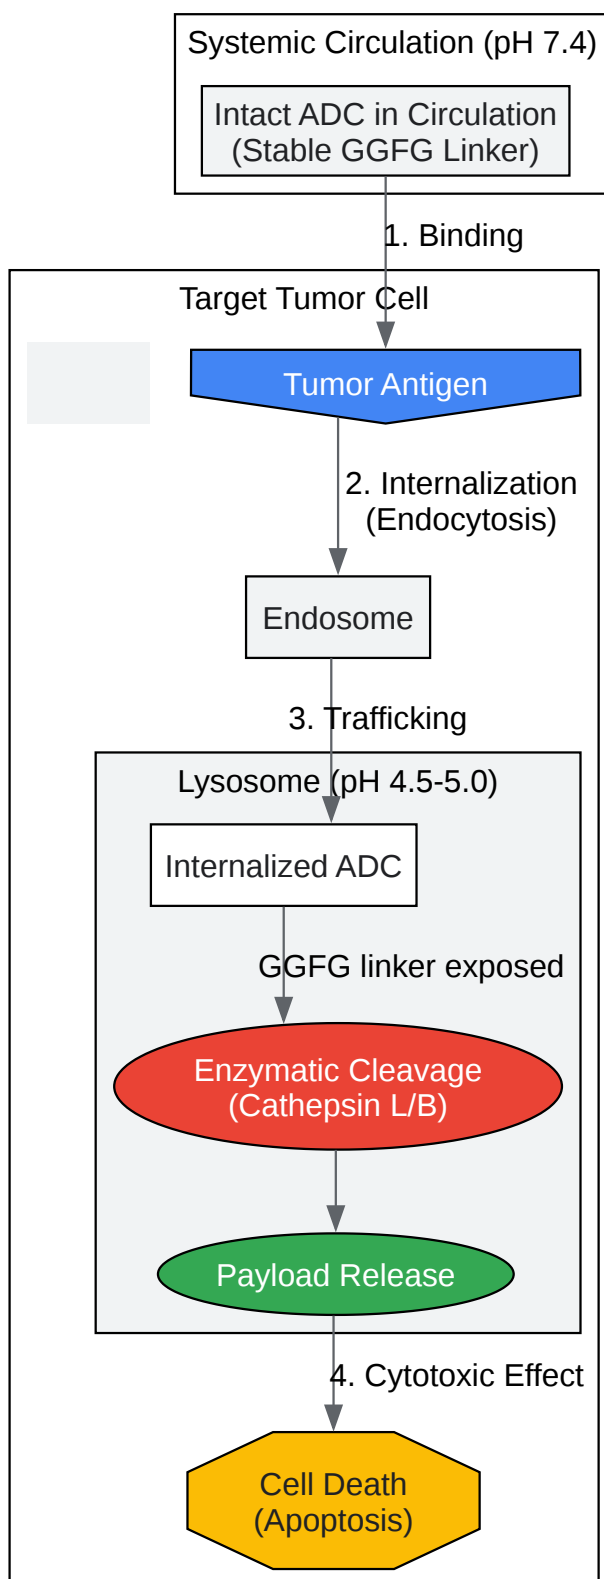 Systemic Circulation (pH 7.4)
Intact ADC in Circulation
(Stable GGFG Linker)
1. Binding
Target Tumor Cell
Tumor Antigen
2. Internalization
(Endocytosis)
Endosome
3. Trafficking
Lysosome (pH 4.5-5.0)
Internalized ADC
GGFG linker exposed
Enzymatic Cleavage
(Cathepsin L/B)
Payload Release
4. Cytotoxic Effect
Cell Death
(Apoptosis)